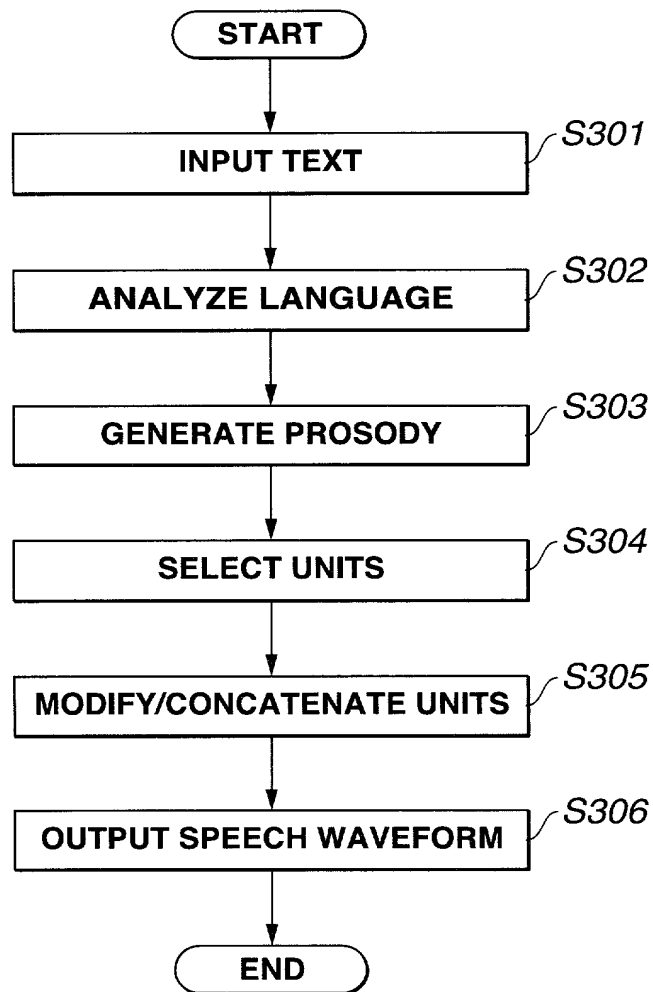 START
S301
INPUT TEXT
S302
ANALYZE LANGUAGE
S303
GENERATE PROSODY
S304
SELECT UNITS
S305
MODIFY/CONCATENATE UNITS
S306
OUTPUT SPEECH WAVEFORM
END